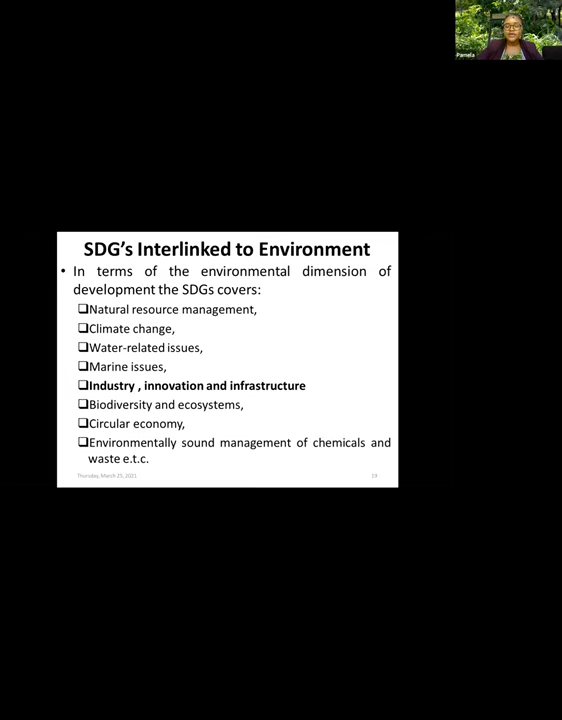 Pamela
SDG's Interlinked to Environment
• In terms of the environmental dimension of
development the SDGs covers:
❑Natural resource management,
❑Climate change,
❑Water-related issues,
❑Marine issues,
❑Industry , innovation and infrastructure
❑Biodiversity and ecosystems,
❑Circular economy,
❑Environmentally sound management of chemicals and
waste e.t.c.
Thursday, March 25, 2021
19